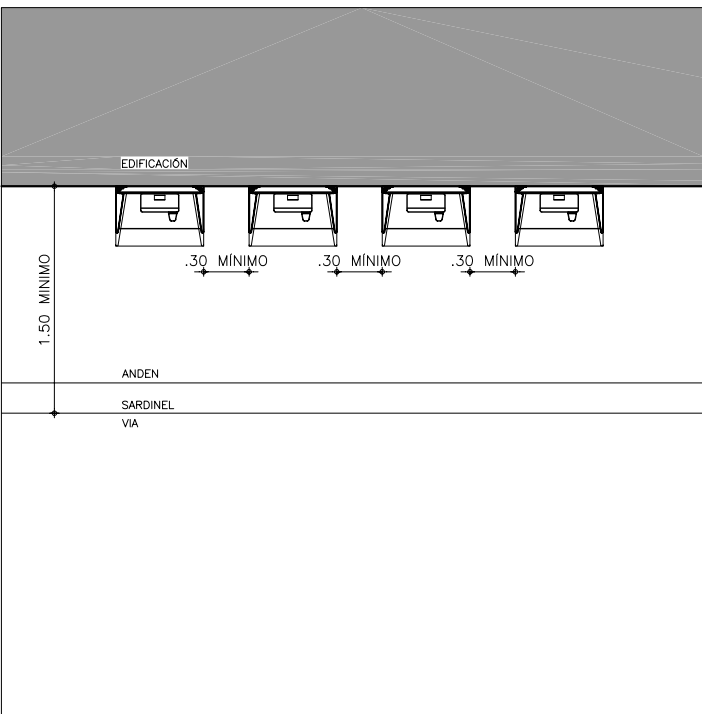 EDIFICACIÓN
.30 MÍNIMO .30 MÍNIMO .30 MÍNIMO
1.50 MINIMO
ANDEN
SARDINEL
VIA